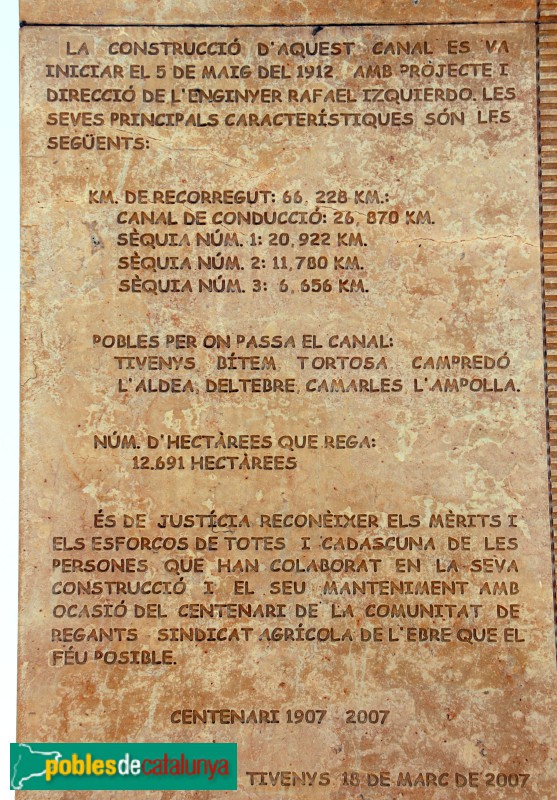 LA CONSTRUCCIÓ D'AQUEST CANAL ES VA
INICIAR EL 5 DE MAIG DEL 1912 AMB PROJECTE I
DIRECCIÓ DE L'ENGINYER RAFAEL IZQUIERDO. LES
SEVES PRINCIPALS CARACTERÍSTIQUES SÓN LES
SEGÜENTS:
KM. DE RECORREGUT: 66, 228 KM.:
CANAL DE CONDUCCIÓ: 26, 870 KM.
SÈQUIA NÚM. 1: 20,922 KM.
SÈQUIA NÚM. 2: 11,780 KM.
SÈQUIA NÚM. 3: 6,656 KM.
POBLES PER ON PASSA EL CANAL:
TIVENYS, BÍTEM, TORTOSA, CAMPREDÓ
L'ALDEA, DELTEBRE, CAMARLES, L'AMPOLLA.
NÚM. D'HECTÀREES QUE REGA:
12.691 HECTÀREES
ÉS DE JUSTÍCIA RECONÈIXER ELS MÈRITS I
ELS ESFORÇOS DE TOTES I CADASCUNA DE LES
PERSONES QUE HAN COLABORAT EN LA SEVA
CONSTRUCCIÓ I EL SEU MANTENIMENT AMB
OCASIÓ DEL CENTENARI DE LA COMUNITAT DE
REGANTS SINDICAT AGRÍCOLA DE L'EBRE QUE EL
FÉU POSIBLE.
CENTENARI 1907 2007
poblesdecatalunya
TIVENYS 18 DE MARÇ DE 2007